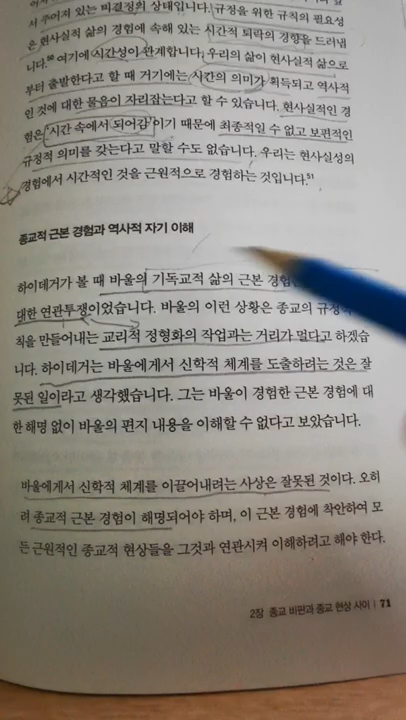 서 주어져 있는 미결정의 상태입니다. 규정을 위한 규칙의 필요성
은 현사실적 삶의 경험에 속해 있는 시간적 퇴락의 경향을 드러냅
니다.⁵⁰ 여기에 시간성이 관계합니다. 우리의 삶이 현사실적 삶으로
부터 출발한다고 할 때 거기에는 시간의 의미가 획득되고 역사적
인 것에 대한 물음이 자리잡는다고 할 수 있습니다. 현사실적인 경
험은 '시간 속에서 되어감'이기 때문에 최종적일 수 없고 보편적인
규정적 의미를 갖는다고 말할 수도 없습니다. 우리는 현사실성의
경험에서 시간적인 것을 근원적으로 경험하는 것입니다.⁵¹
종교적 근본 경험과 역사적 자기 이해
하이데거가 볼 때 바울의 기독교적 삶의 근본 경험
대한 연관투쟁이었습니다. 바울의 이런 상황은 종교의 규정
칙을 만들어내는 교리적 정형화의 작업과는 거리가 멀다고 하겠습
니다. 하이데거는 바울에게서 신학적 체계를 도출하려는 것은 잘
못된 일이라고 생각했습니다. 그는 바울이 경험한 근본 경험에 대
한 해명 없이 바울의 편지 내용을 이해할 수 없다고 보았습니다.
바울에게서 신학적 체계를 이끌어내려는 사상은 잘못된 것이다. 오히
려 종교적 근본 경험이 해명되어야 하며, 이 근본 경험에 착안하여 모
든 근원적인 종교적 현상들을 그것과 연관시켜 이해하려고 해야 한다.
2장 종교 비판과 종교 현상 사이 | 71